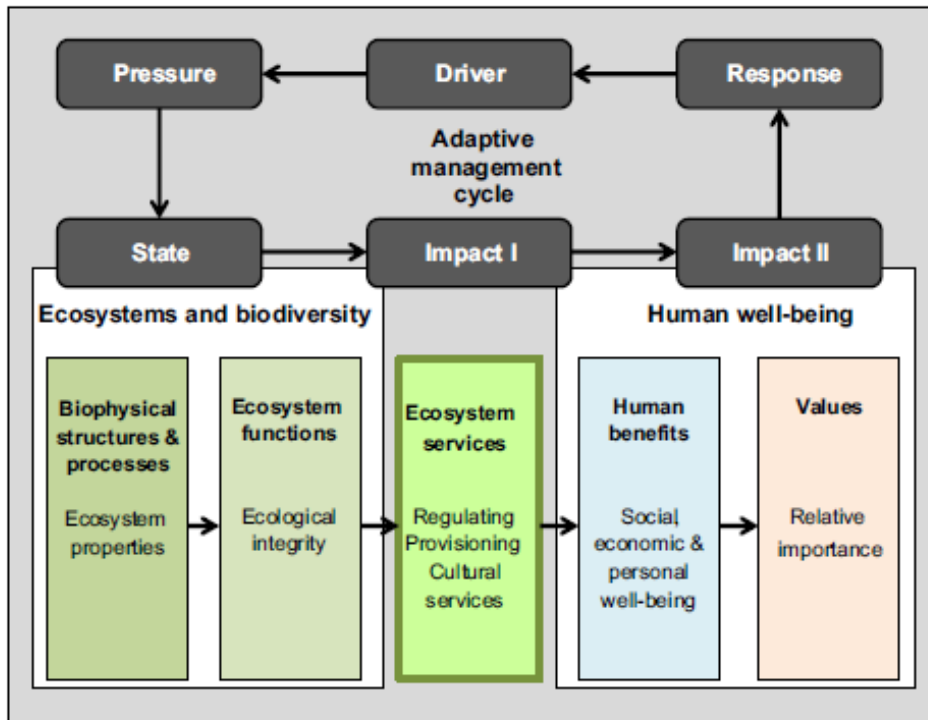 Pressure
Driver
Response
Adaptive
management
cycle
State
Impact I
Impact II
Ecosystems and biodiversity
Human well-being
Biophysical
structures &
processes
Ecosystem
properties
Ecosystem
functions
Ecological
integrity
Ecosystem
services
Regulating
Provisioning
Cultural
services
Human
benefits
Social,
economic &
personal
well-being
Values
Relative
importance